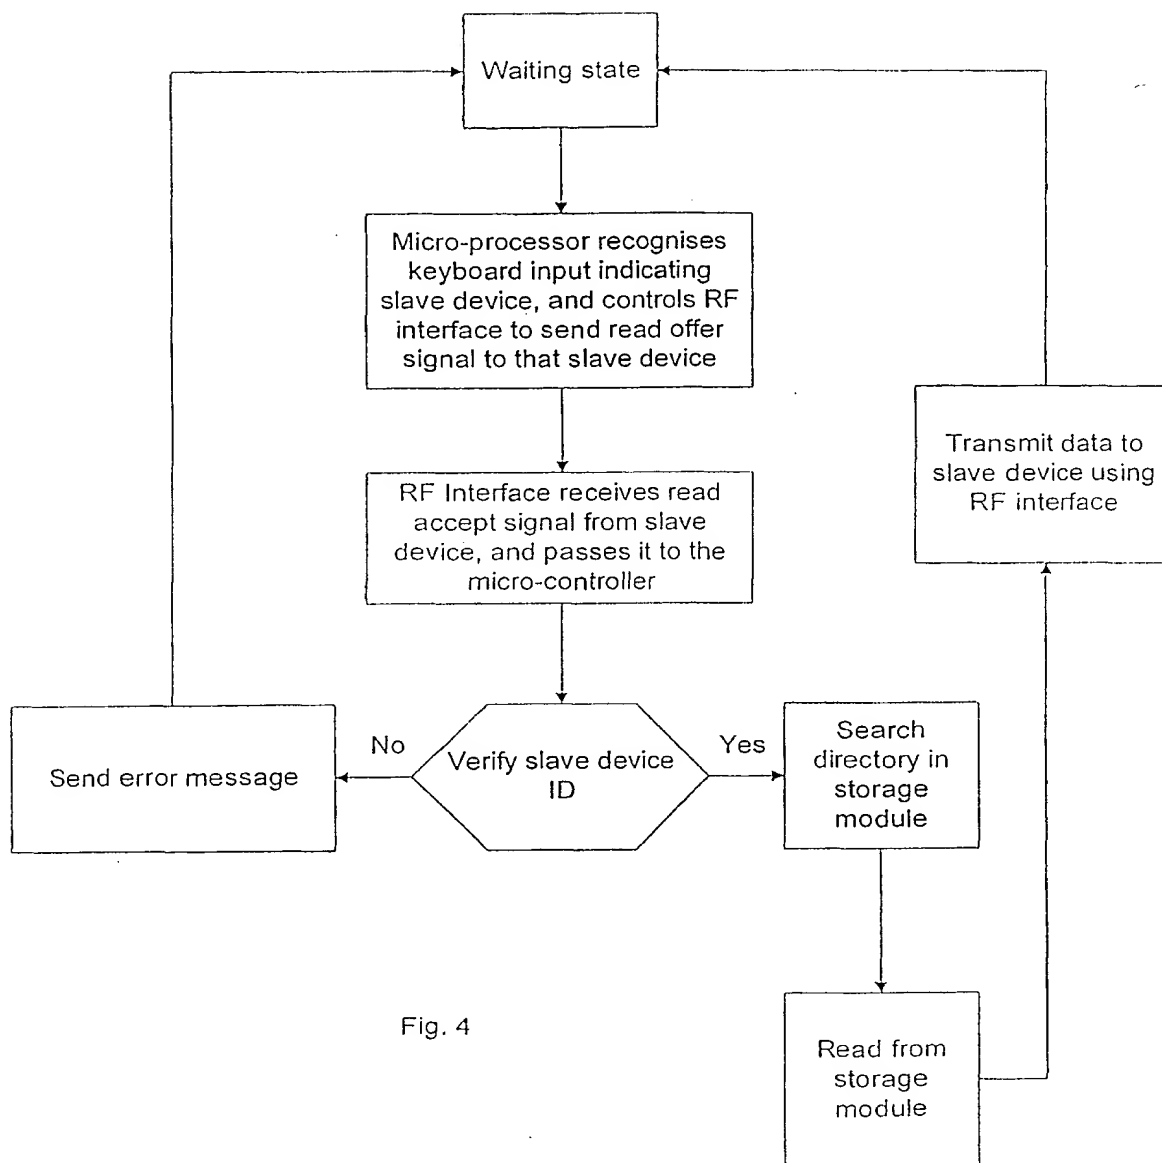 Waiting state
Micro-processor recognises
keyboard input indicating
slave device, and controls RF
interface to send read offer
signal to that slave device
RF Interface receives read
accept signal from slave
device, and passes it to the
micro-controller
Transmit data to
slave device using
RF interface
Send error message
No
Verify slave device
ID
Yes
Search
directory in
storage
module
Read from
storage
module
Fig. 4